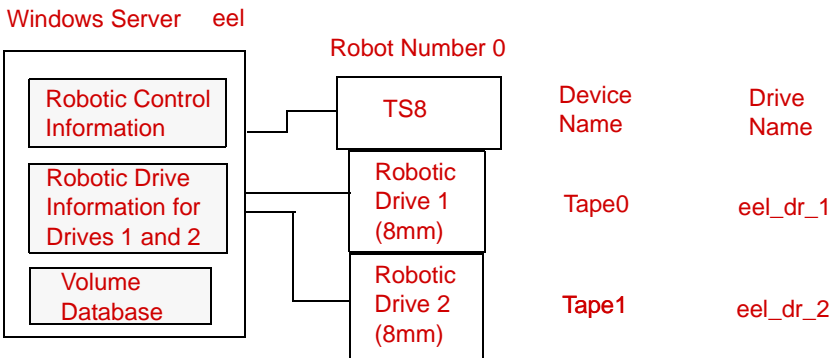 Windows Server eel
Robot Number 0
Robotic Control
Information
TS8
Device
Name
Drive
Name
Robotic Drive
Information for
Drives 1 and 2
Robotic
Drive 1
(8mm)
Tape0
eel_dr_1
Volume
Database
Robotic
Drive 2
(8mm)
Tape1
eel_dr_2